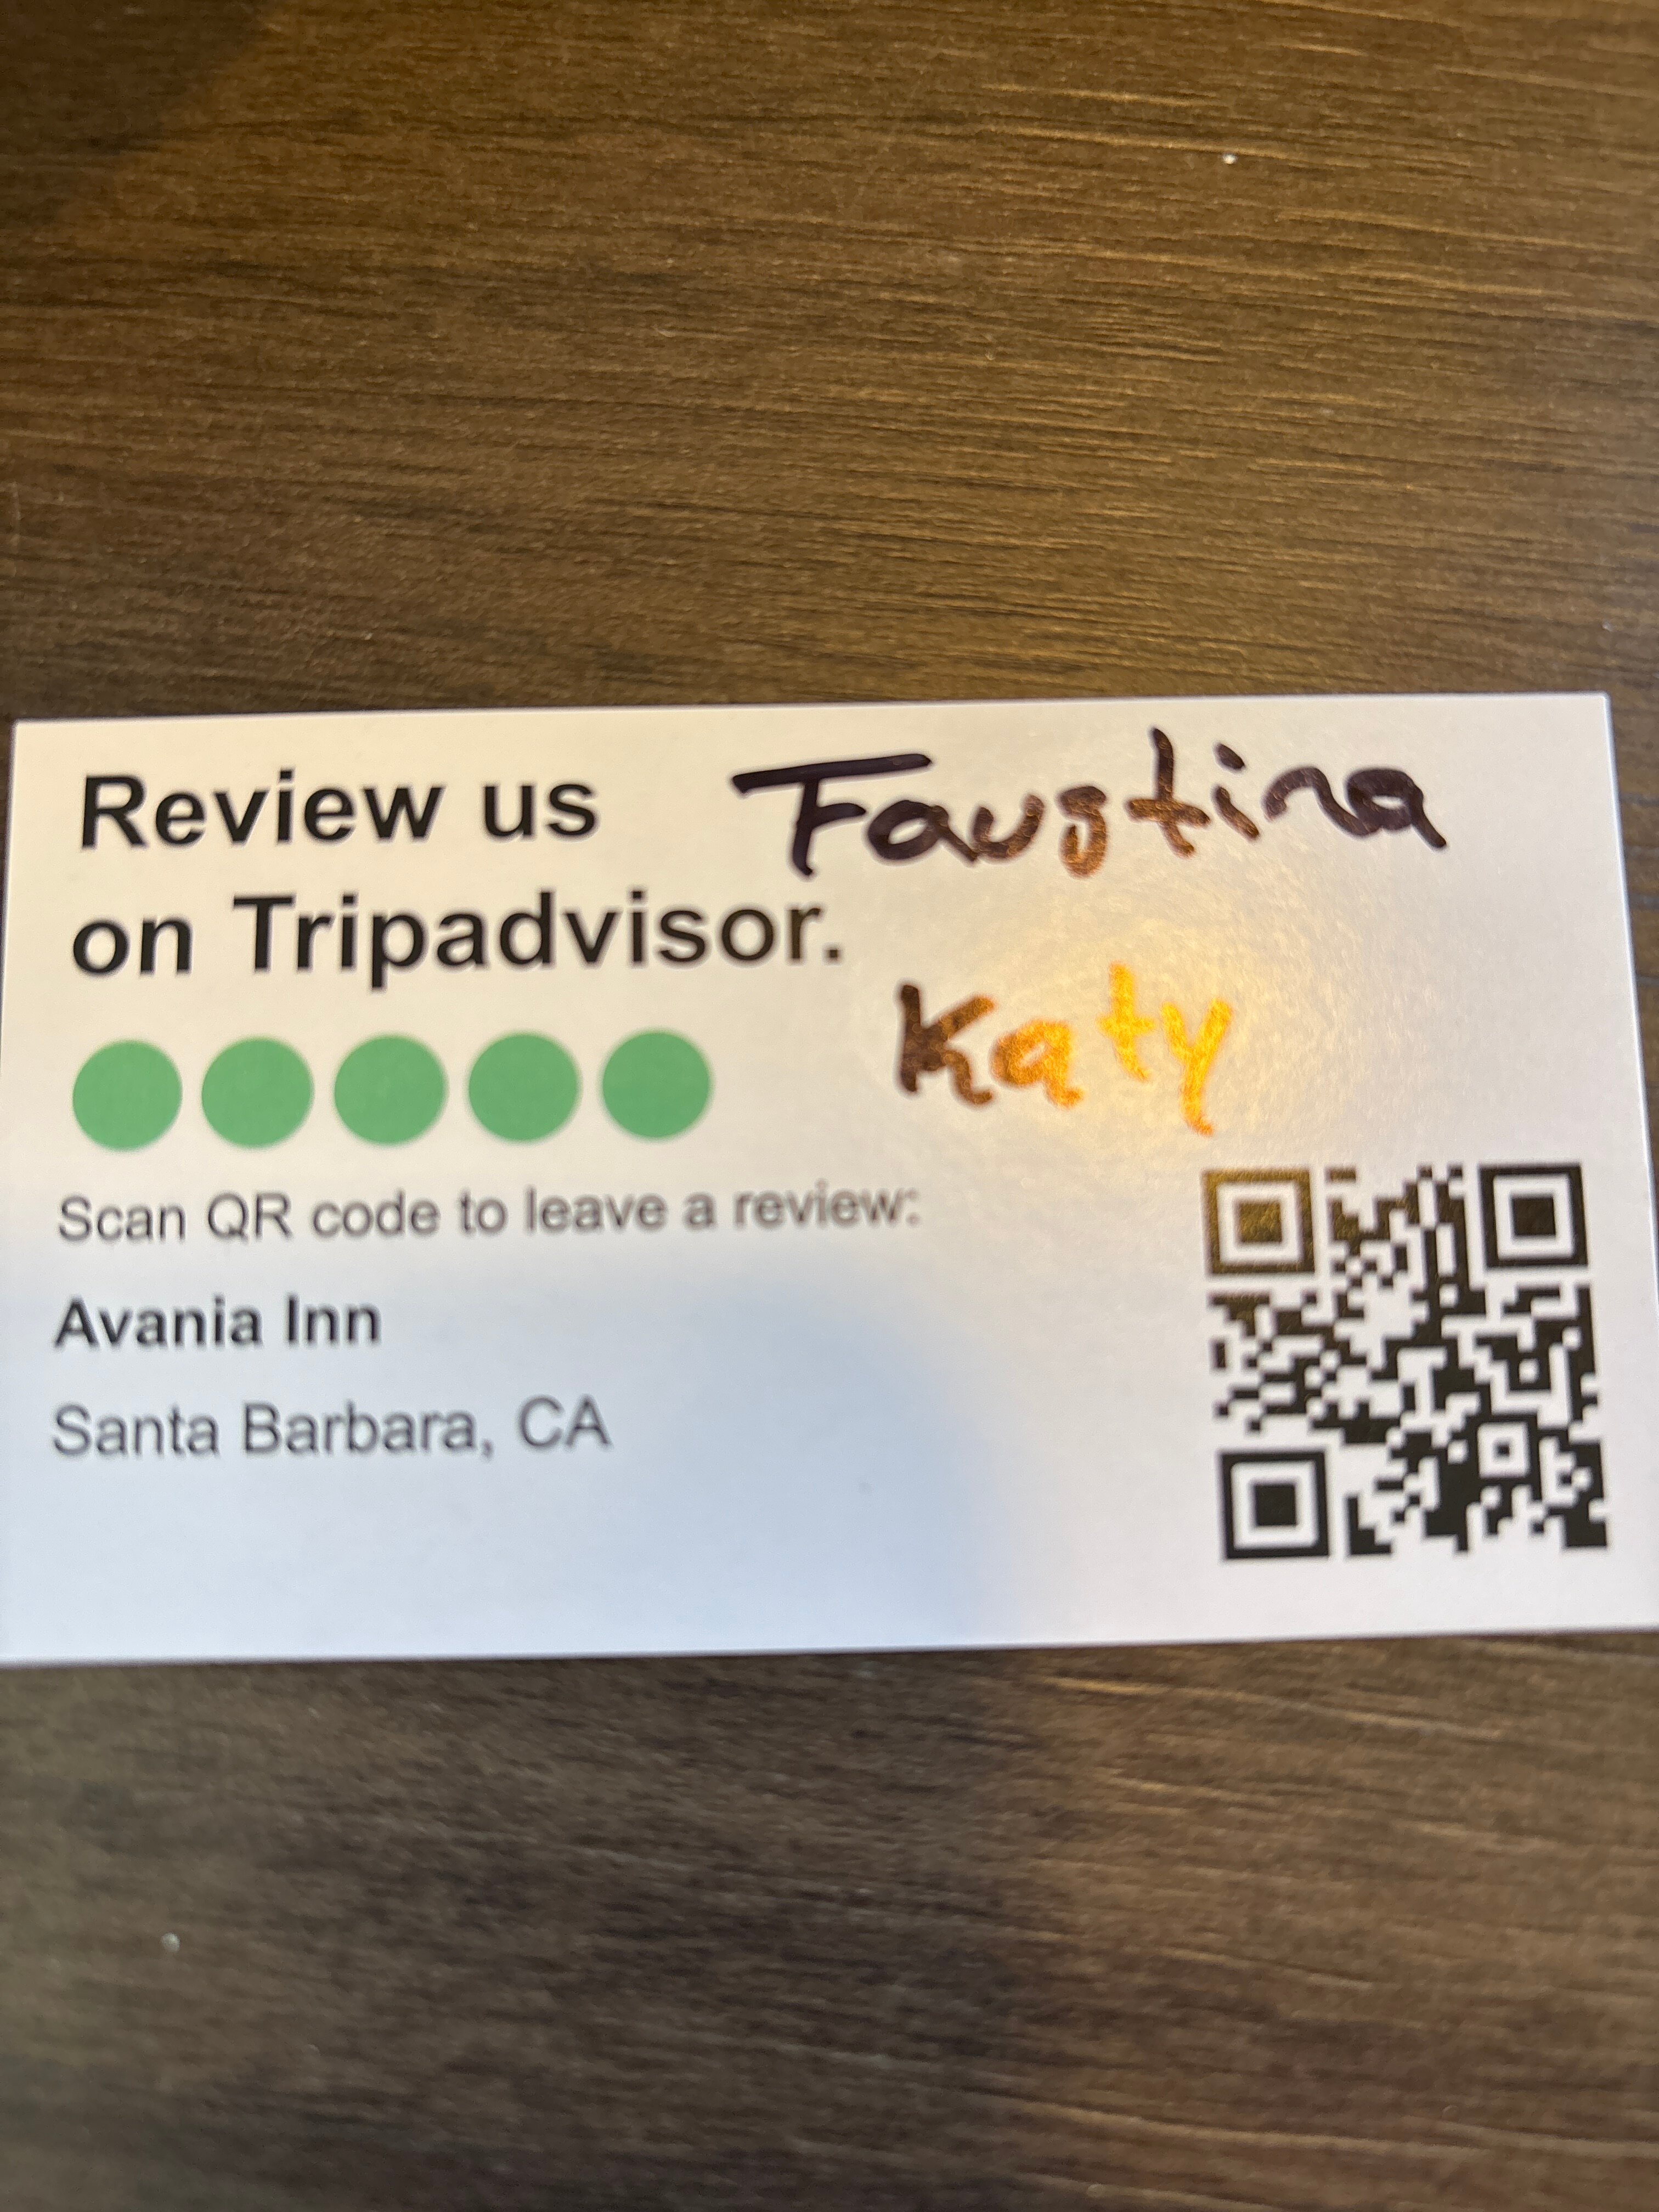 Review us
on Tripadvisor.
Faustina
Katy
Scan QR code to leave a review:
Avania Inn
Santa Barbara, CA